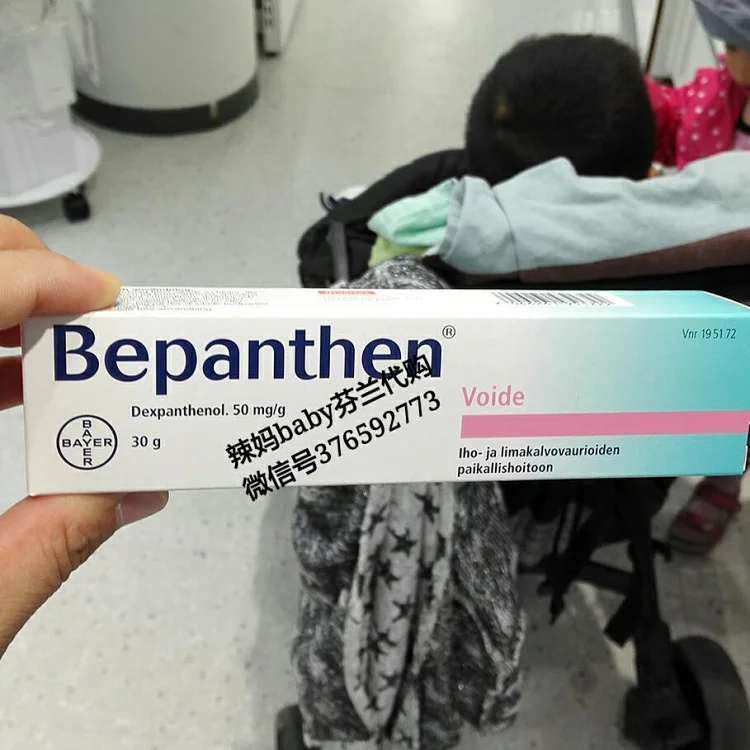 Bepanthen®
Vnr 19 51 72
Dexpanthenol. 50 mg/g
30 g
BAYER
BAYER
Voide
Iho- ja limakalvovaurioiden
paikallishoitoon
辣妈baby芬兰代购
微信号376592773